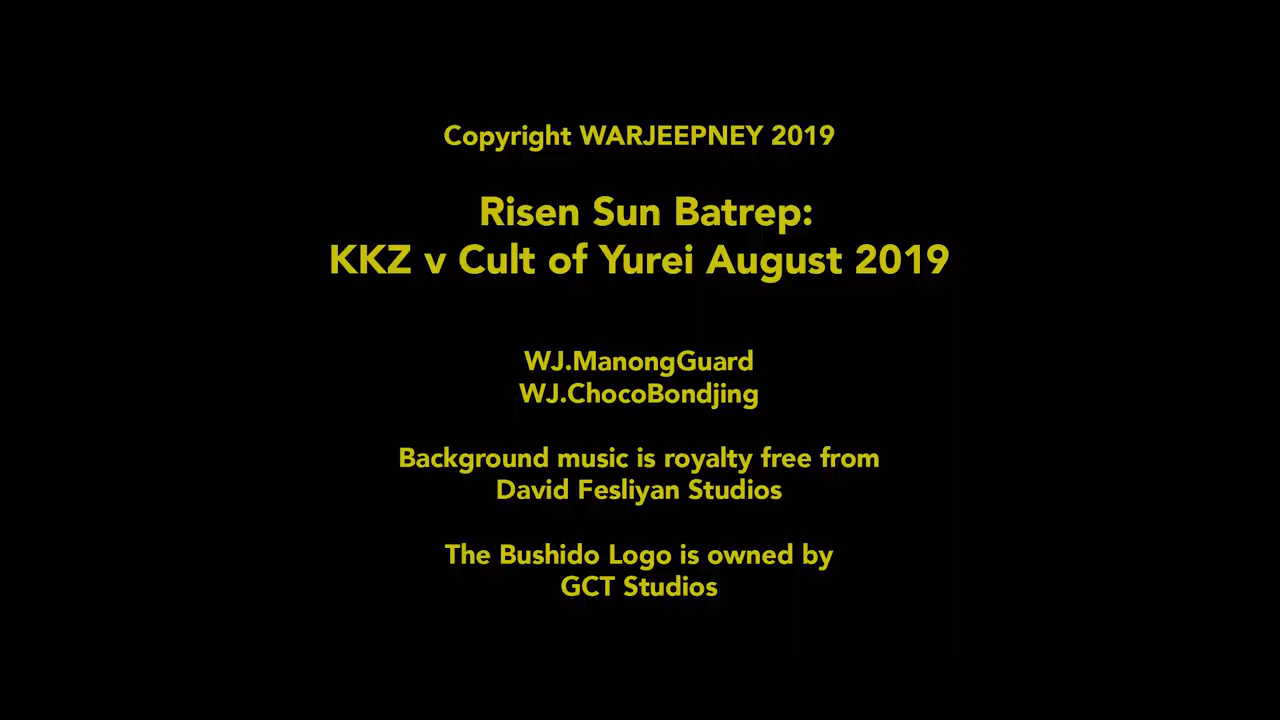 Copyright WARJEEPNEY 2019
Risen Sun Batrep:
KKZ v Cult of Yurei August 2019
WJ.ManongGuard
WJ.ChocoBondjing
Background music is royalty free from
David Fesliyan Studios
The Bushido Logo is owned by
GCT Studios